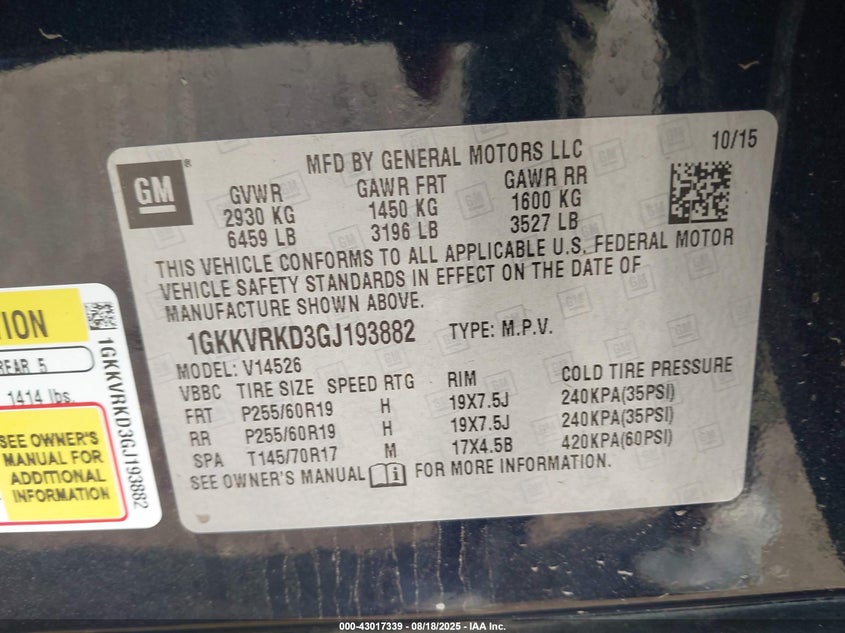 MFD BY GENERAL MOTORS LLC
10/15
GM
®
GVWR GAWR FRT GAWR RR
2930 KG 1450 KG 1600 KG
6459 LB 3196 LB 3527 LB
THIS VEHICLE CONFORMS TO ALL APPLICABLE U.S. FEDERAL MOTOR
VEHICLE SAFETY STANDARDS IN EFFECT ON THE DATE OF
MANUFACTURE SHOWN ABOVE.
1GKKVRKD3GJ193882 TYPE: M.P.V.
MODEL: V14526
VBBC TIRE SIZE SPEED RTG RIM COLD TIRE PRESSURE
FRT P255/60R19 H 19X7.5J 240KPA(35PSI)
RR P255/60R19 H 19X7.5J 240KPA(35PSI)
SPA T145/70R17 M 17X4.5B 420KPA(60PSI)
SEE OWNER'S MANUAL FOR MORE INFORMATION.
REAR 5
1414 lbs.
SEE OWNER'S
MANUAL FOR
ADDITIONAL
INFORMATION
1GKKVRKD3GJ193882
000-43017339 - 08/18/2025 - IAA Inc.